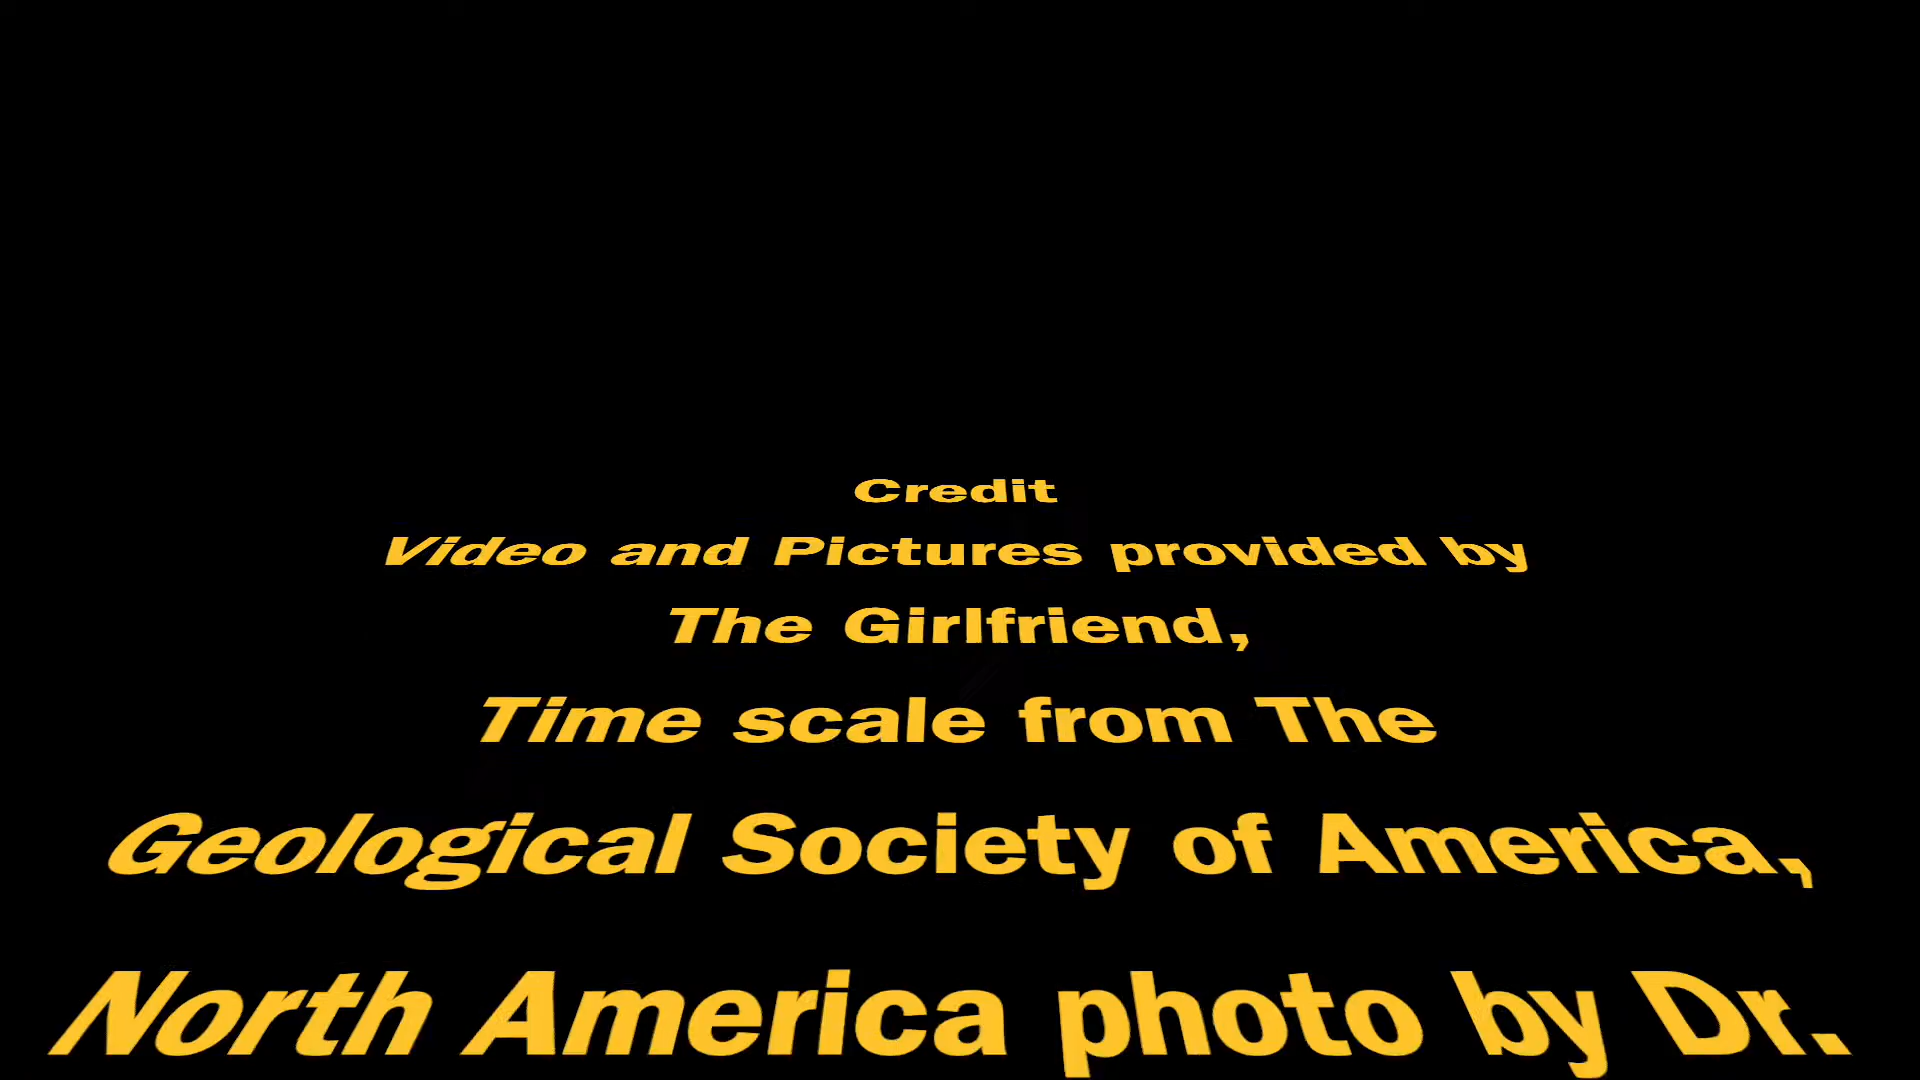 Credit
Video and Pictures provided by
The Girlfriend,
Time scale from The
Geological Society of America,
North America photo by Dr.